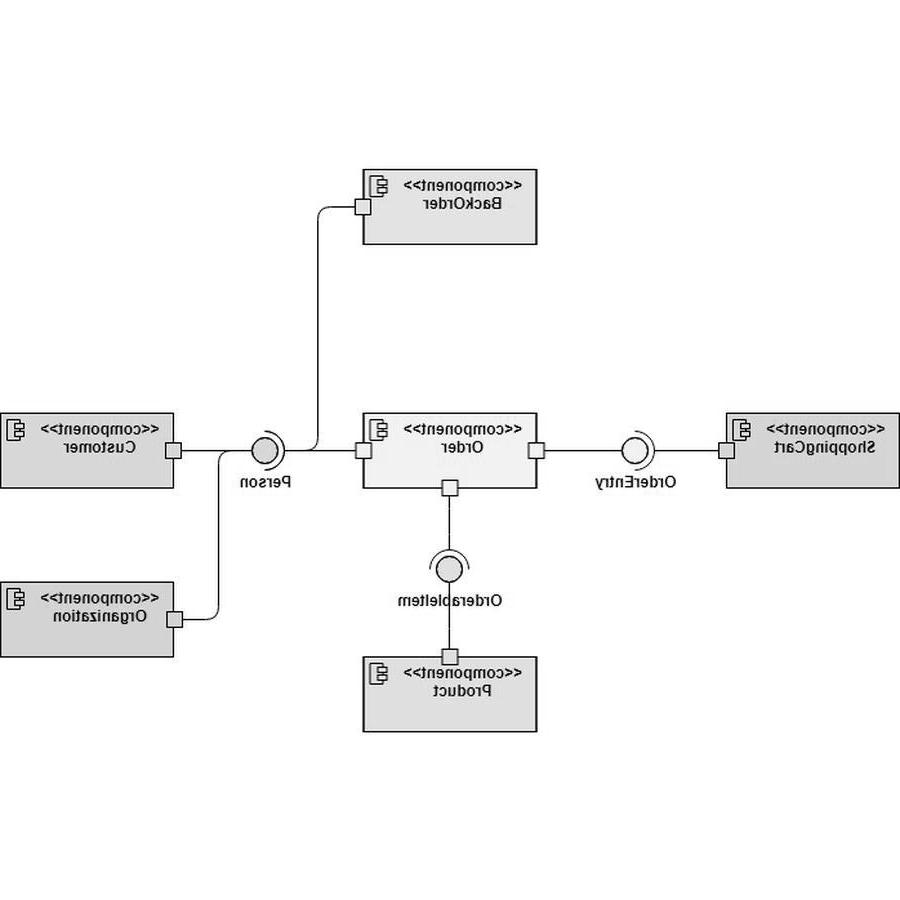 <<component>>
BackOrder
<<component>>
Customer
<<component>>
Order
<<component>>
ShoppingCart
Person
OrderEntry
<<component>>
Organization
OrderableItem
<<component>>
Product